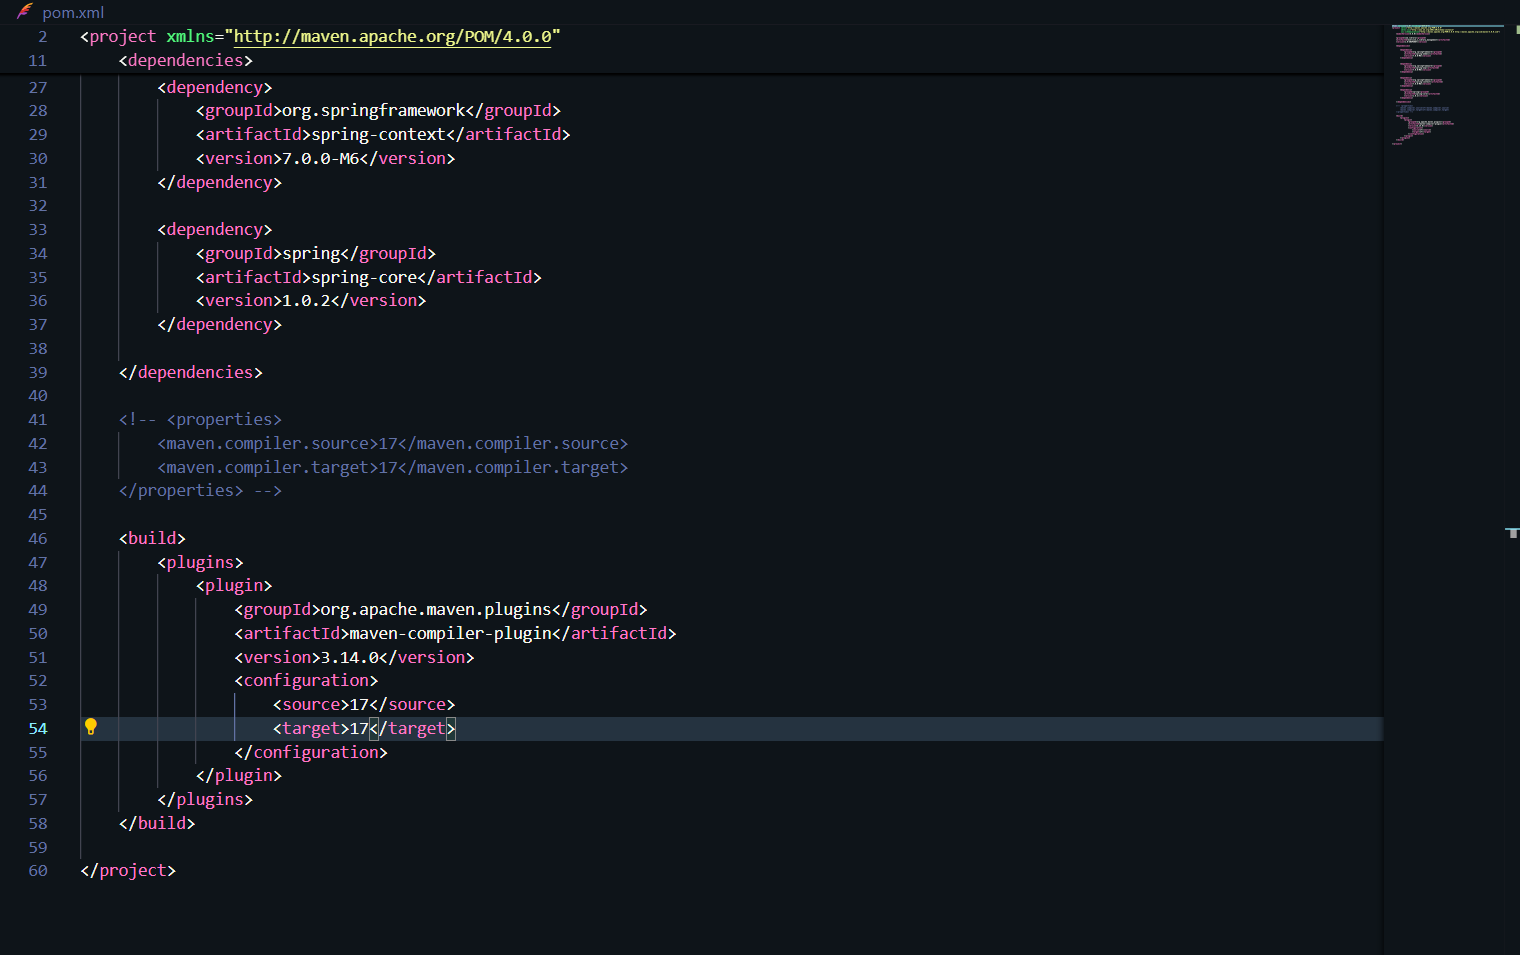 pom.xml
2 <project xmlns="http://maven.apache.org/POM/4.0.0"
11 <dependencies>
27 <dependency>
28 <groupId>org.springframework</groupId>
29 <artifactId>spring-context</artifactId>
30 <version>7.0.0-M6</version>
31 </dependency>
32
33 <dependency>
34 <groupId>spring</groupId>
35 <artifactId>spring-core</artifactId>
36 <version>1.0.2</version>
37 </dependency>
38
39 </dependencies>
40
41 <!-- <properties>
42 <maven.compiler.source>17</maven.compiler.source>
43 <maven.compiler.target>17</maven.compiler.target>
44 </properties> -->
45
46 <build>
47 <plugins>
48 <plugin>
49 <groupId>org.apache.maven.plugins</groupId>
50 <artifactId>maven-compiler-plugin</artifactId>
51 <version>3.14.0</version>
52 <configuration>
53 <source>17</source>
54 <target>17</target>
55 </configuration>
56 </plugin>
57 </plugins>
58 </build>
59
60 </project>